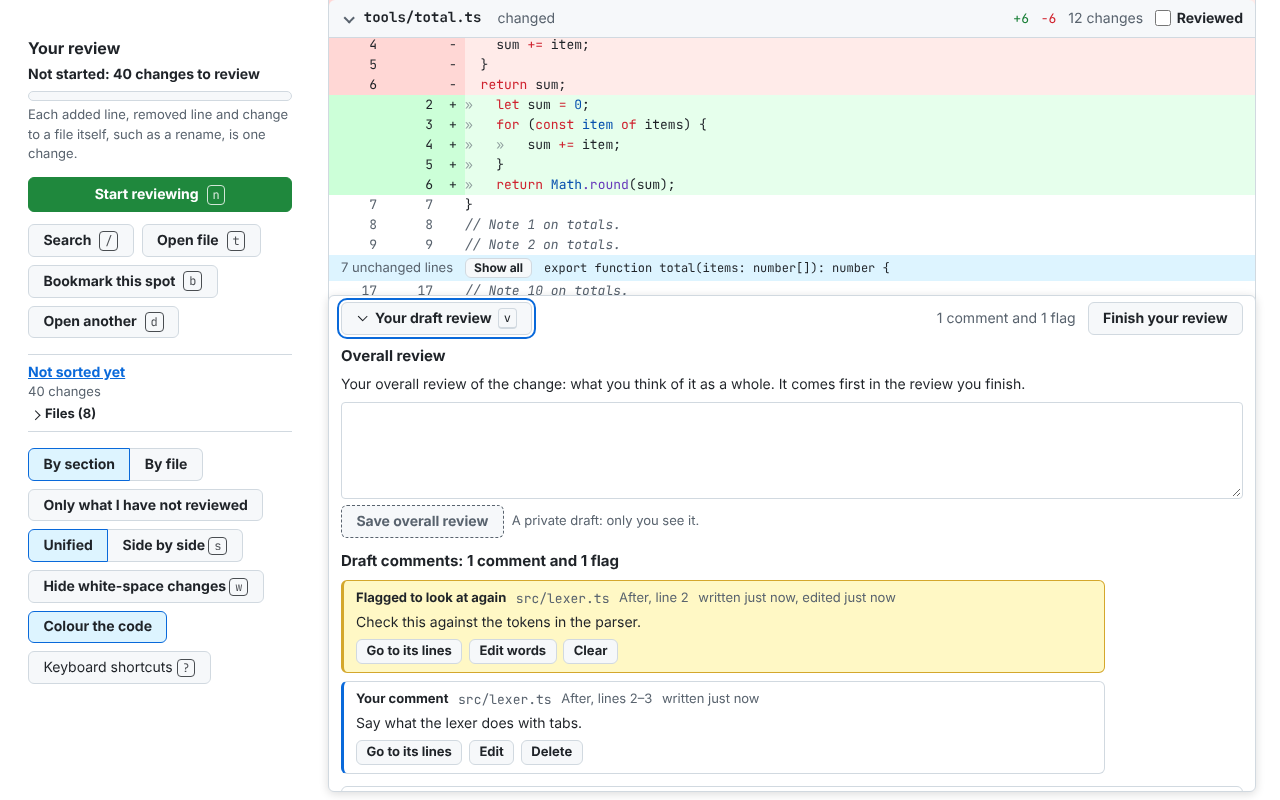 Your review
Not started: 40 changes to review
Each added line, removed line and change
to a file itself, such as a rename, is one
change.
Start reviewing n
Search / Open file t
Bookmark this spot b
Open another d
Not sorted yet
40 changes
Files (8)
By section By file
Only what I have not reviewed
Unified Side by side s
Hide white-space changes w
Colour the code
Keyboard shortcuts ?
tools/total.ts changed +6 -6 12 changes Reviewed
4 - sum += item;
5 - }
6 - return sum;
2 + » let sum = 0;
3 + » for (const item of items) {
4 + » » sum += item;
5 + » }
6 + » return Math.round(sum);
7 7 }
8 8 // Note 1 on totals.
9 9 // Note 2 on totals.
7 unchanged lines Show all export function total(items: number[]): number {
17 17 // Note 10 on totals.
Your draft review v 1 comment and 1 flag Finish your review
Overall review
Your overall review of the change: what you think of it as a whole. It comes first in the review you finish.
Save overall review A private draft: only you see it.
Draft comments: 1 comment and 1 flag
Flagged to look at again src/lexer.ts After, line 2 written just now, edited just now
Check this against the tokens in the parser.
Go to its lines Edit words Clear
Your comment src/lexer.ts After, lines 2–3 written just now
Say what the lexer does with tabs.
Go to its lines Edit Delete